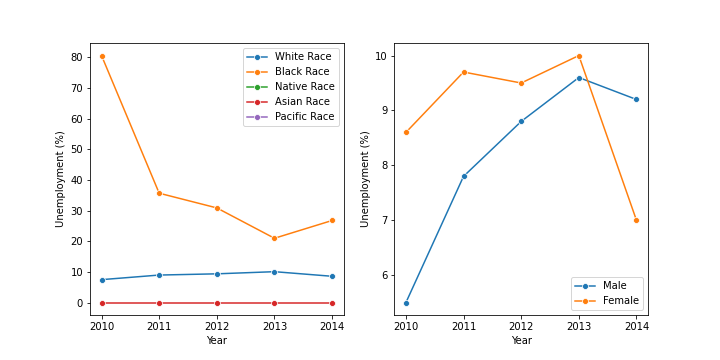 80
70
60
50
40
30
20
10
0
Unemployment (%)
2010 2011 2012 2013 2014
Year
White Race
Black Race
Native Race
Asian Race
Pacific Race
10
9
8
7
6
Unemployment (%)
2010 2011 2012 2013 2014
Year
Male
Female